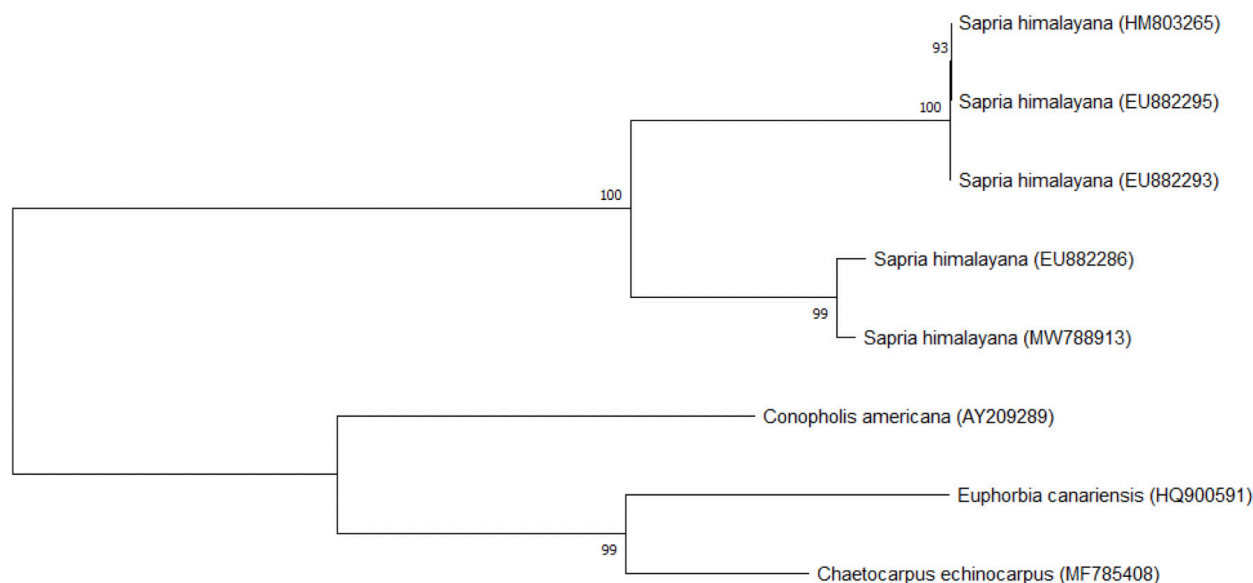 Sapria himalayana (HM803265)
93
Sapria himalayana (EU882295)
100
Sapria himalayana (EU882293)
100
Sapria himalayana (EU882286)
99
Sapria himalayana (MW788913)
Conopholis americana (AY209289)
Euphorbia canariensis (HQ900591)
99
Chaetocarpus echinocarpus (MF785408)